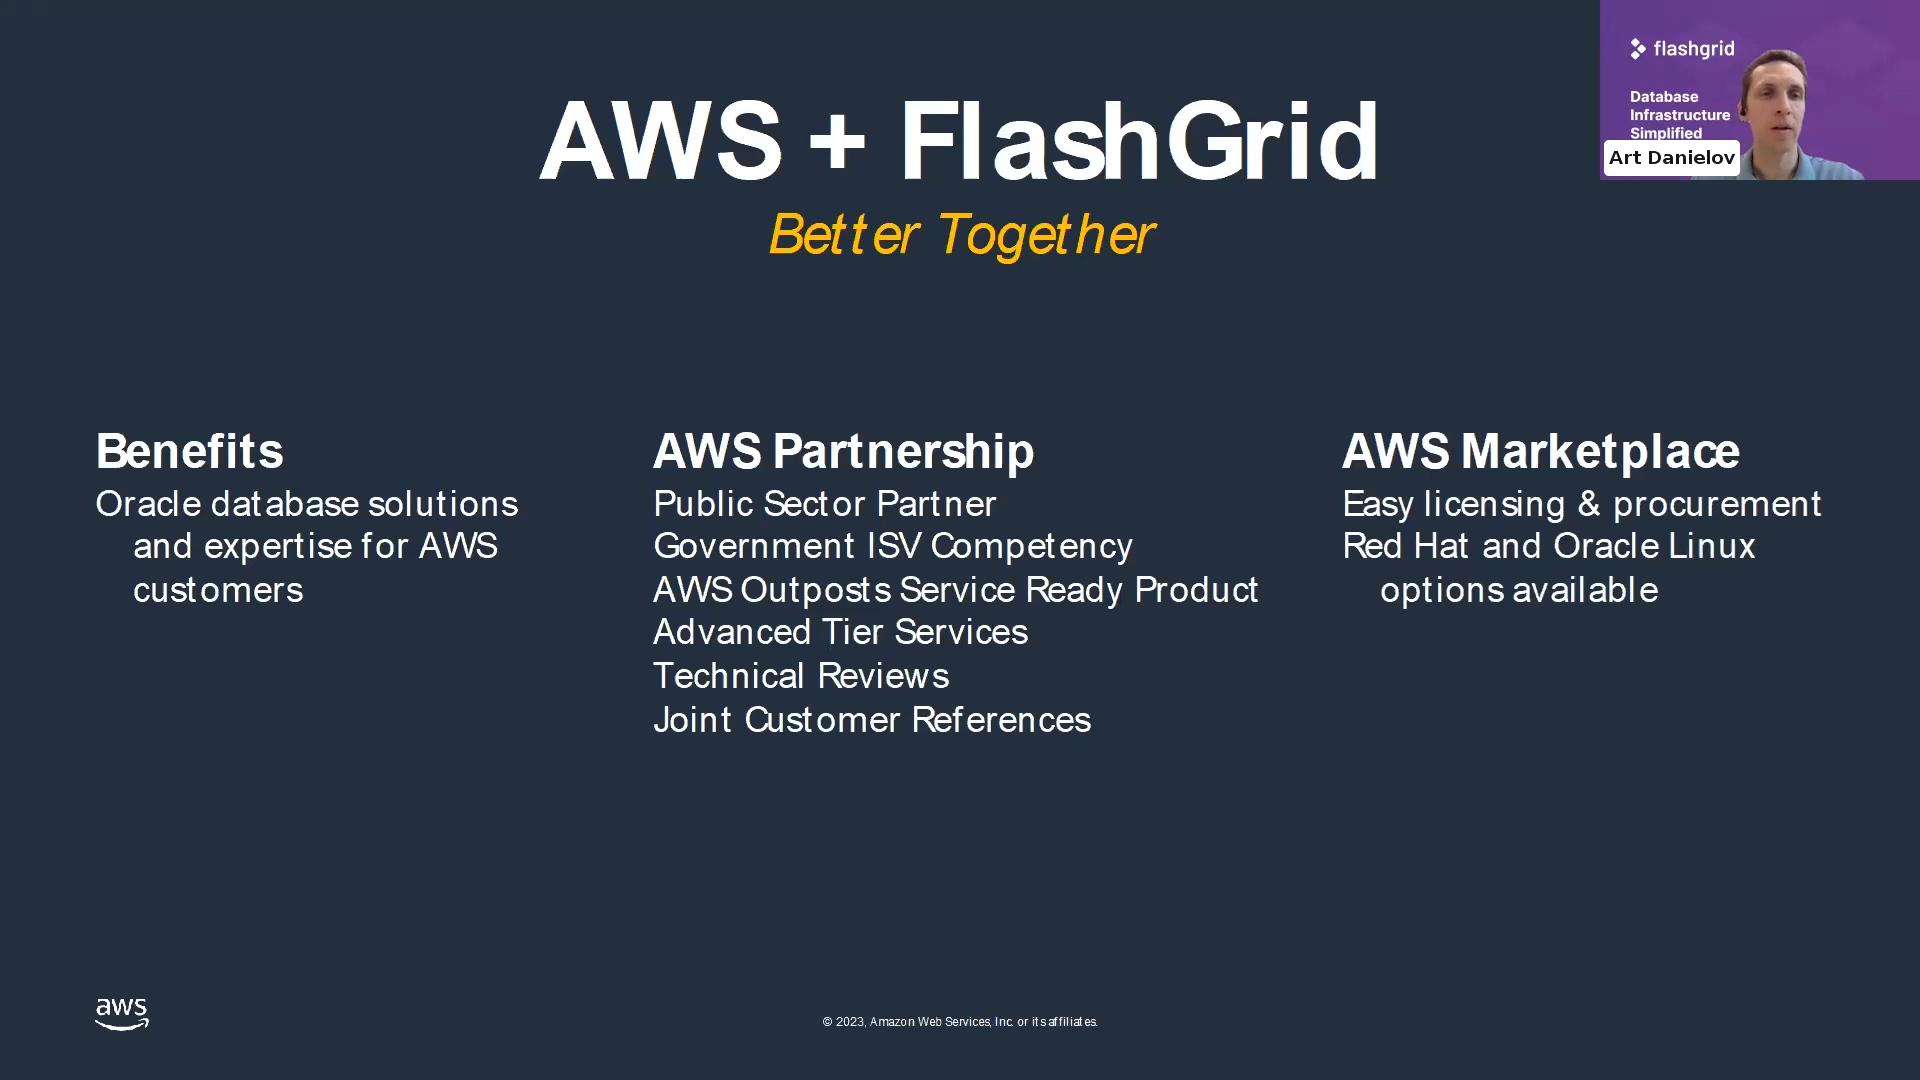 AWS + FlashGrid
Better Together
flashgrid
Database
Infrastructure
Simplified
Art Danielov
Benefits
Oracle database solutions
and expertise for AWS
customers
AWS Partnership
Public Sector Partner
Government ISV Competency
AWS Outposts Service Ready Product
Advanced Tier Services
Technical Reviews
Joint Customer References
AWS Marketplace
Easy licensing & procurement
Red Hat and Oracle Linux
options available
aws
© 2023, Amazon Web Services, Inc. or its affiliates.